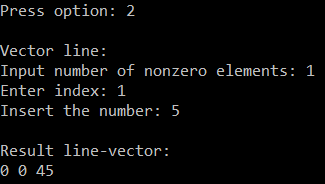 Press option: 2
Vector line:
Input number of nonzero elements: 1
Enter index: 1
Insert the number: 5
Result line-vector:
0 0 45